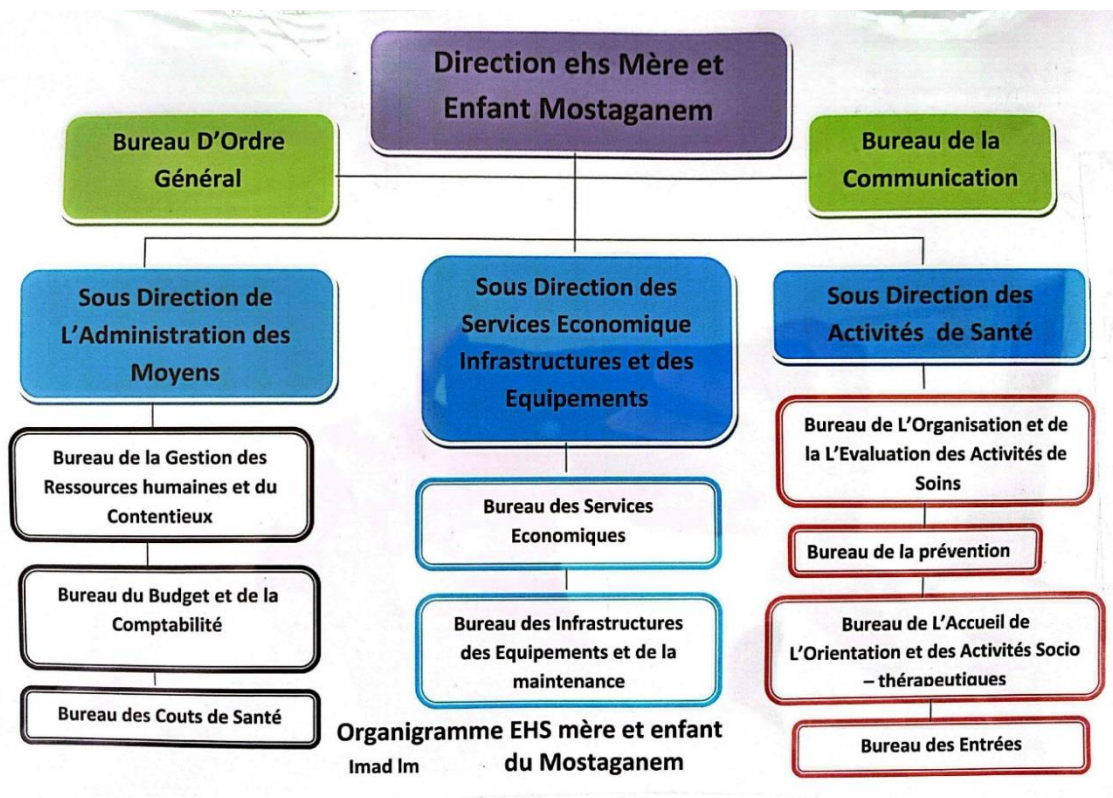 Direction ehs Mère et
Enfant Mostaganem
Bureau D'Ordre
Général
Bureau de la
Communication
Sous Direction de
L'Administration des
Moyens
Bureau de la Gestion des
Ressources humaines et du
Contentieux
Bureau du Budget et de la
Comptabilité
Bureau des Couts de Santé
Sous Direction des
Services Economique
Infrastructures et des
Equipements
Bureau des Services
Economiques
Bureau des Infrastructures
des Equipements et de la
maintenance
Sous Direction des
Activités de Santé
Bureau de L'Organisation et de
la L'Evaluation des Activités de
Soins
Bureau de la prévention
Bureau de L'Accueil de
L'Orientation et des Activités Socio
– thérapeutiques
Bureau des Entrées
Organigramme EHS mère et enfant
Imad Im du Mostaganem